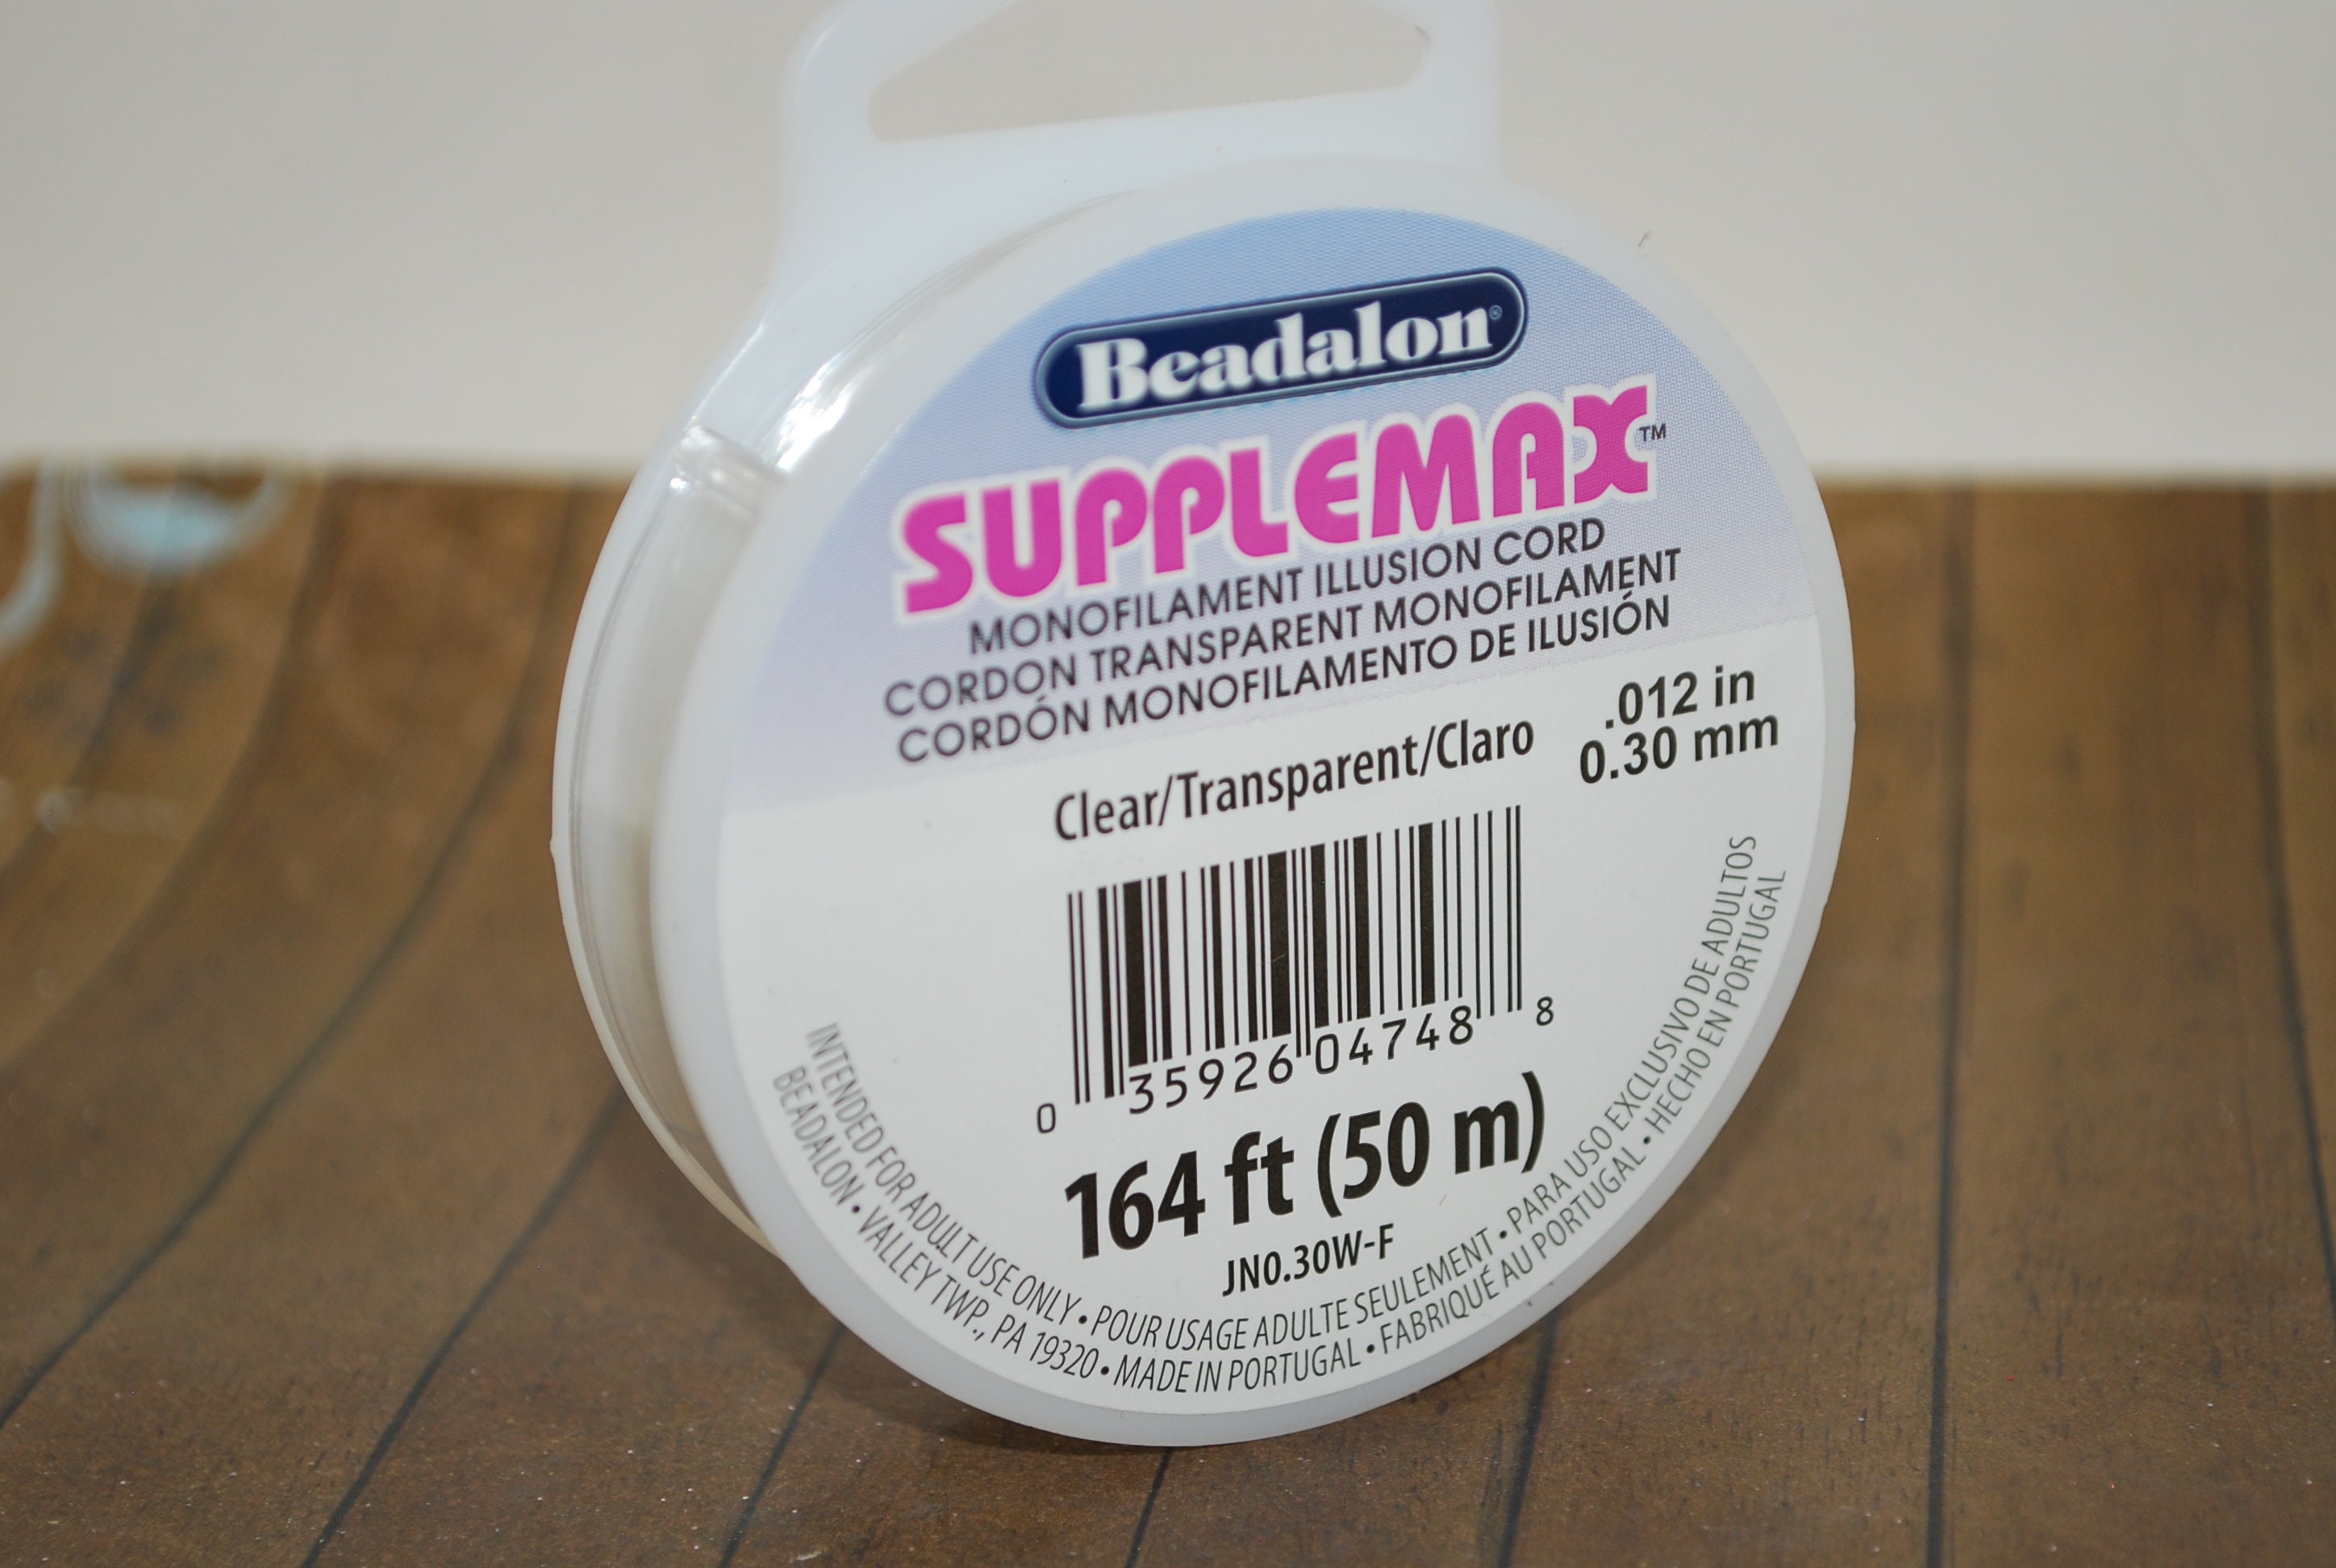 Beadalon®
SUPPLEMAX™
MONOFILAMENT ILLUSION CORD
CORDON TRANSPARENT MONOFILAMENT
CORDÓN MONOFILAMENTO DE ILUSIÓN
Clear/Transparent/Claro
.012 in
0.30 mm
0 35926 04748 8
164 ft (50 m)
JN0.30W-F
INTENDED FOR ADULT USE ONLY • POUR USAGE ADULTE SEULEMENT • PARA USO EXCLUSIVO DE ADULTOS
BEADALON • VALLEY TWP., PA 19320 • MADE IN PORTUGAL • FABRIQUÉ AU PORTUGAL • HECHO EN PORTUGAL